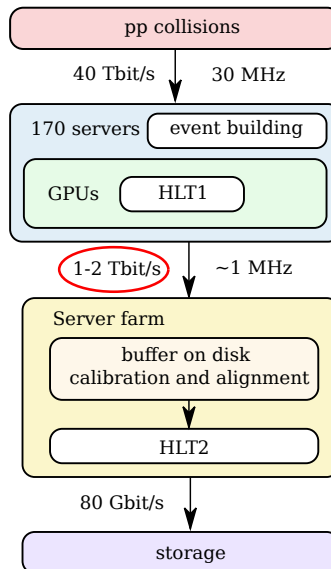 pp collisions
40 Tbit/s 30 MHz
170 servers event building
GPUs HLT1
1-2 Tbit/s ~1 MHz
Server farm
buffer on disk
calibration and alignment
HLT2
80 Gbit/s
storage